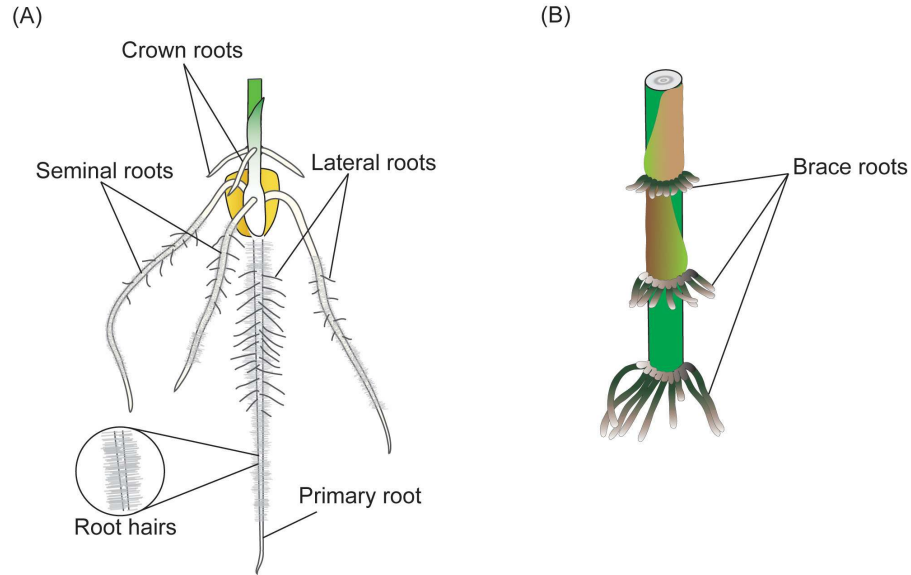 (A)
(B)
Crown roots
Seminal roots
Lateral roots
Brace roots
Root hairs
Primary root